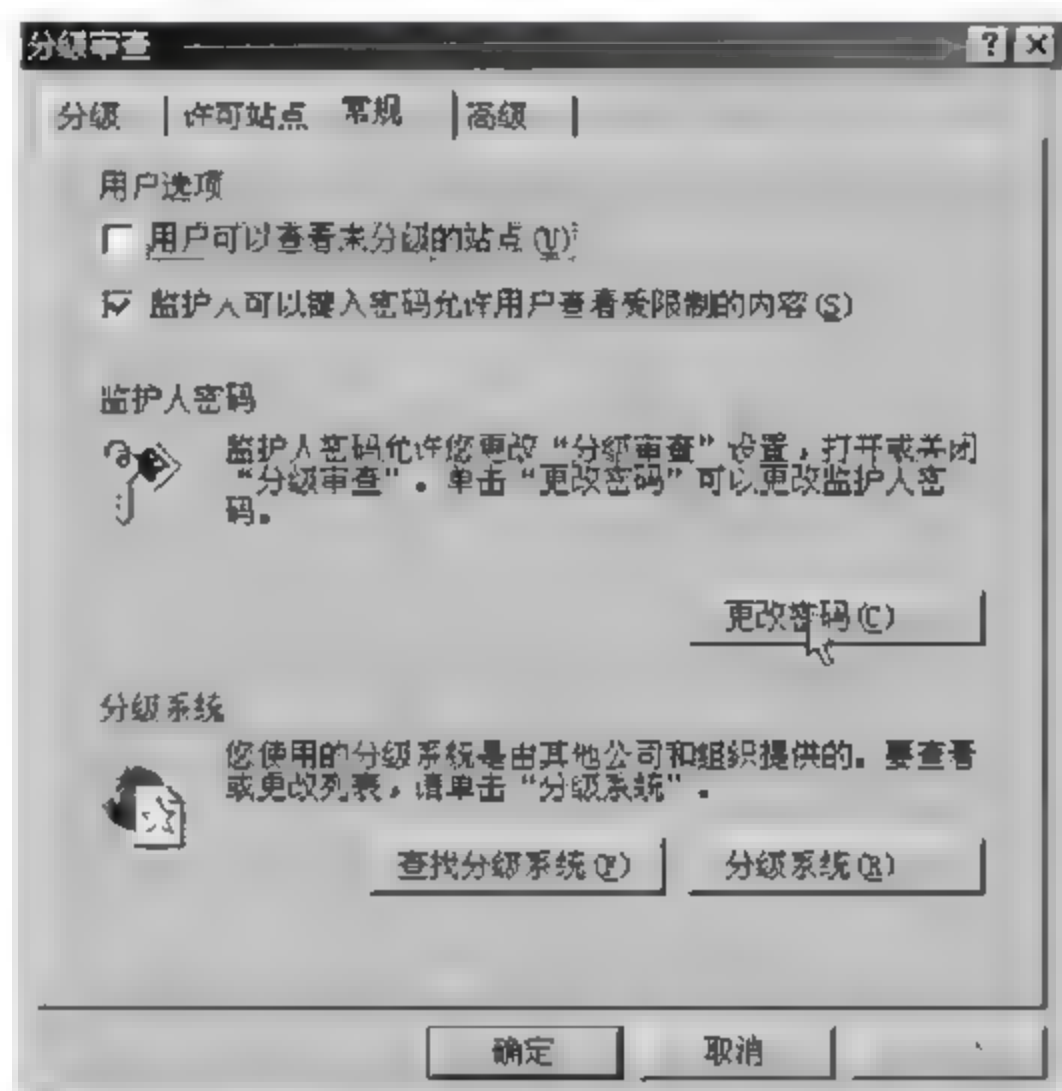 分级审查
分级 许可站点 常规 高级
用户选项
用户可以查看未分级的站点(U)
监护人可以键入密码允许用户查看受限制的内容(S)
监护人密码
监护人密码允许您更改“分级审查”设置，打开或关闭
“分级审查”。单击“更改密码”可以更改监护人密
码。
更改密码(C)
分级系统
您使用的分级系统是由其他公司和组织提供的。要查看
或更改列表，请单击“分级系统”。
查找分级系统(F) 分级系统(R)
确定 取消